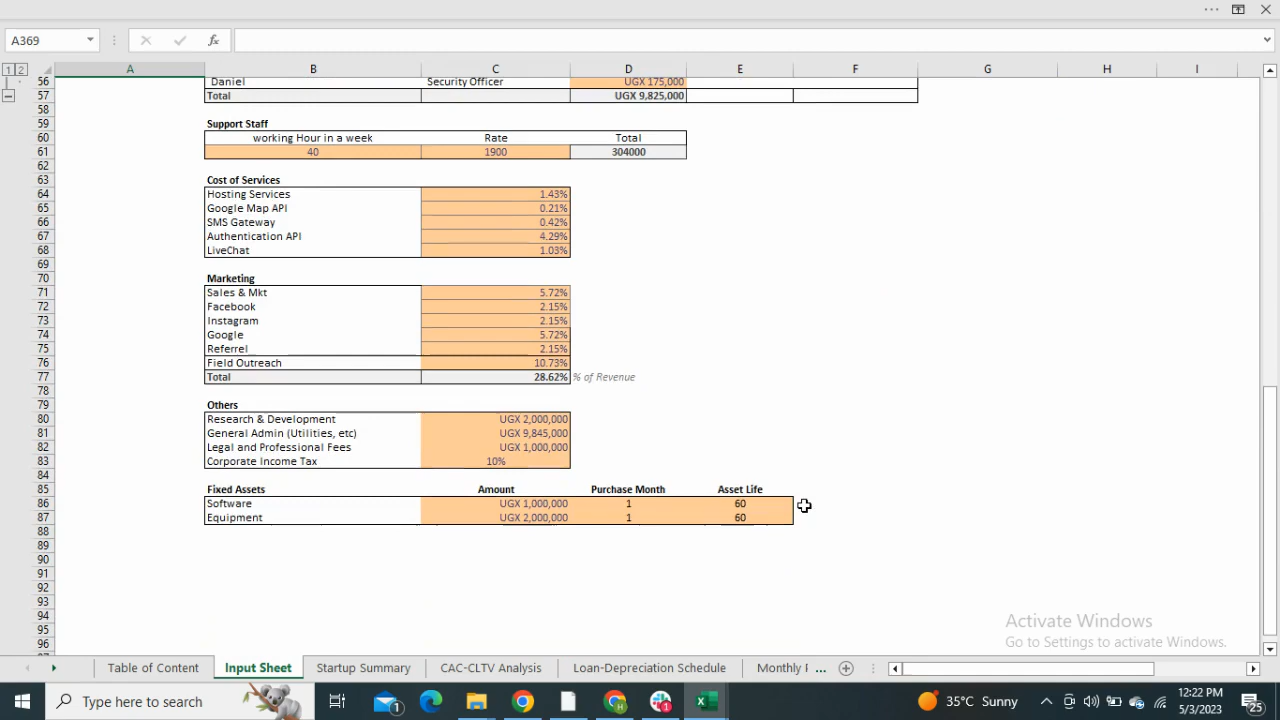 A369
fx
1 2
A B C D E F G H I
56 Daniel Security Officer UGX 175,000
57 Total UGX 9,825,000
58
59 Support Staff
60 working Hour in a week Rate Total
61 40 1900 304000
62
63 Cost of Services
64 Hosting Services 1.43%
65 Google Map API 0.21%
66 SMS Gateway 0.42%
67 Authentication API 4.29%
68 LiveChat 1.03%
69
70 Marketing
71 Sales & Mkt 5.72%
72 Facebook 2.15%
73 Instagram 2.15%
74 Google 5.72%
75 Referrel 2.15%
76 Field Outreach 10.73%
77 Total 28.62% % of Revenue
78
79 Others
80 Research & Development UGX 2,000,000
81 General Admin (Utilities, etc) UGX 9,845,000
82 Legal and Professional Fees UGX 1,000,000
83 Corporate Income Tax 10%
84
85 Fixed Assets Amount Purchase Month Asset Life
86 Software UGX 1,000,000 1 60
87 Equipment UGX 2,000,000 1 60
88
89
90
91
92
93
94
95
96
Activate Windows
Go to Settings to activate Windows.
Table of Content Input Sheet Startup Summary CAC-CLTV Analysis Loan-Depreciation Schedule Monthly ...
Type here to search
1
1
35°C Sunny
12:22 PM
5/3/2023
25